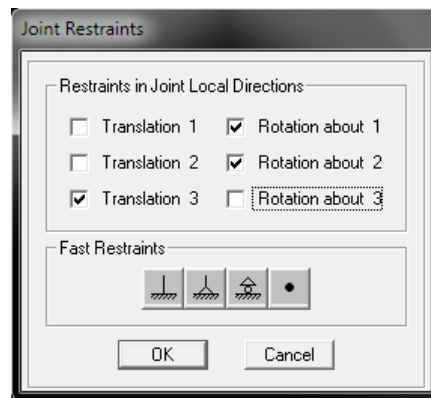 Joint Restraints
Restraints in Joint Local Directions
Translation 1 Rotation about 1
Translation 2 Rotation about 2
Translation 3 Rotation about 3
Fast Restraints
OK Cancel